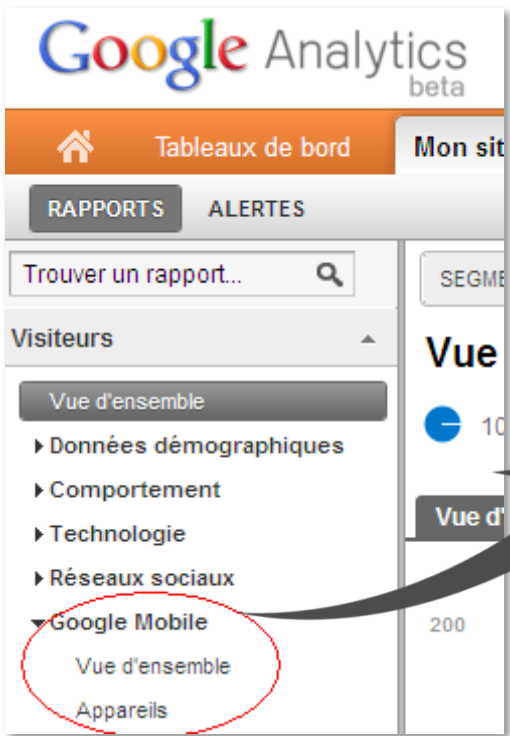 Google Analytics
beta
Tableaux de bord
Mon sit
RAPPORTS ALERTES
Trouver un rapport...
SEGME
Visiteurs
Vue
Vue d'ensemble
10
Données démographiques
Comportement
Vue d'
Technologie
Réseaux sociaux
Google Mobile
200
Vue d'ensemble
Appareils